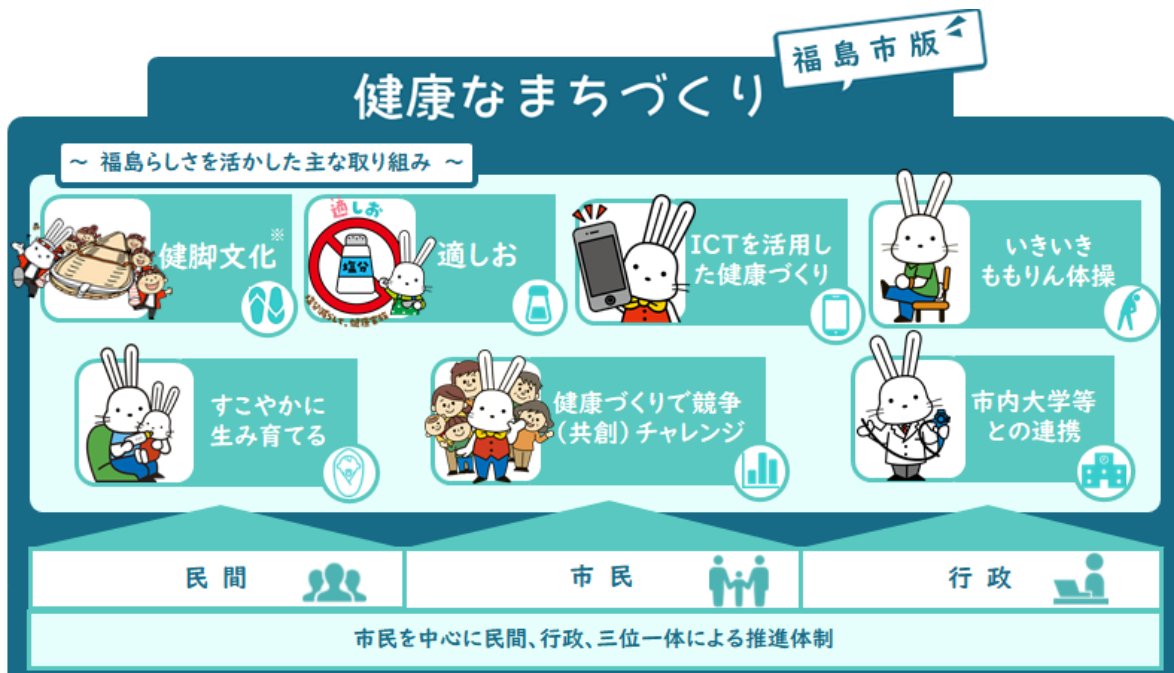 福島市版
健康なまちづくり
～ 福島らしさを活かした主な取り組み ～
健脚文化※
適しお
塩分
適しお
ICTを活用し
た健康づくり
いきいき
ももりん体操
すこやかに
生み育てる
健康づくりで競争
（共創）チャレンジ
市内大学等
との連携
民間
市民
行政
市民を中心に民間、行政、三位一体による推進体制